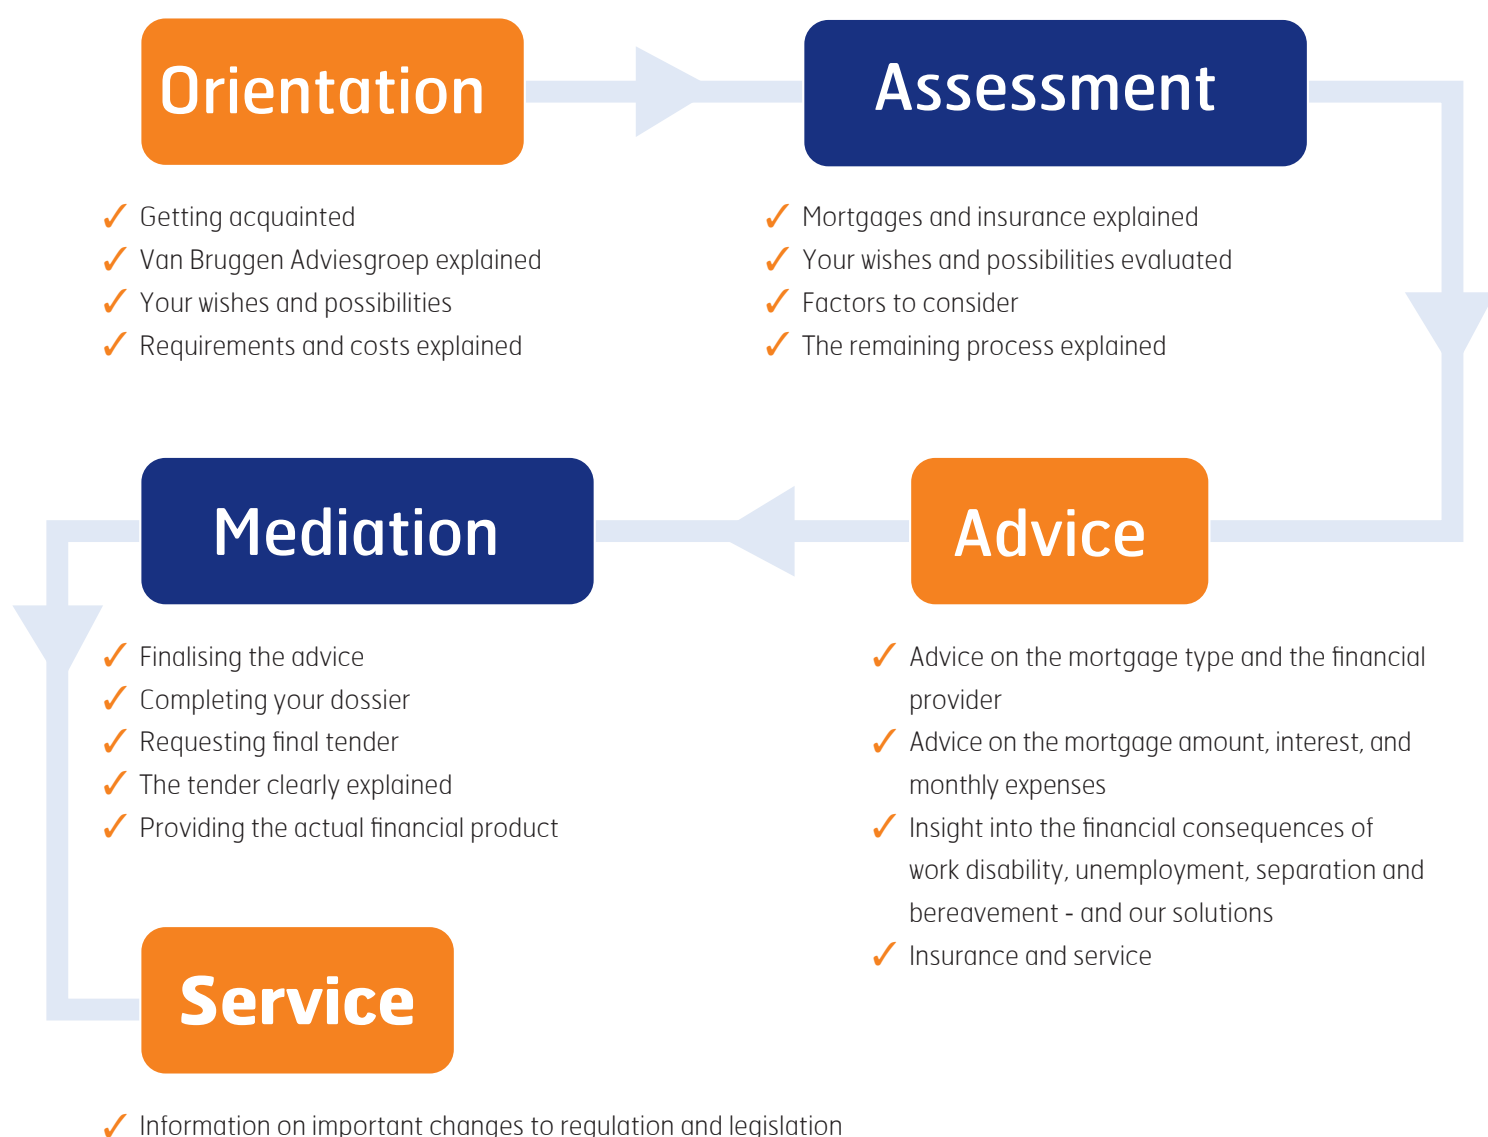 Orientation
Getting acquainted
Van Bruggen Adviesgroep explained
Your wishes and possibilities
Requirements and costs explained
Assessment
Mortgages and insurance explained
Your wishes and possibilities evaluated
Factors to consider
The remaining process explained
Advice
Advice on the mortgage type and the financial
provider
Advice on the mortgage amount, interest, and
monthly expenses
Insight into the financial consequences of
work disability, unemployment, separation and
bereavement - and our solutions
Insurance and service
Mediation
Finalising the advice
Completing your dossier
Requesting final tender
The tender clearly explained
Providing the actual financial product
Service
Information on important changes to regulation and legislation